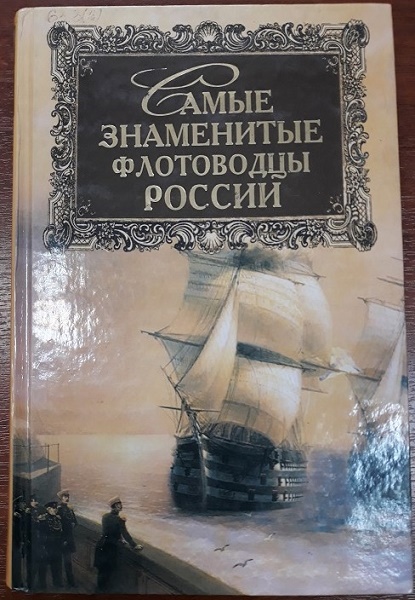 Самые
знаменитые
флотоводцы
России